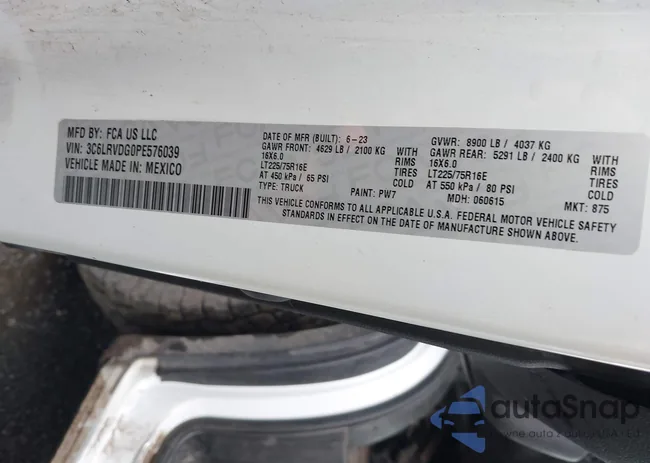 MFD BY: FCA US LLC
VIN: 3C6LRVDG0PE576039
VEHICLE MADE IN: MEXICO
DATE OF MFR (BUILT): 6-23 GVWR: 8900 LB / 4037 KG
GAWR FRONT: 4629 LB / 2100 KG WITH GAWR REAR: 5291 LB / 2400 KG WITH
16X6.0 RIMS 16X6.0 RIMS
LT225/75R16E TIRES LT225/75R16E TIRES
AT 450 kPa / 65 PSI COLD AT 550 kPa / 80 PSI COLD
TYPE: TRUCK PAINT: PW7 MDH: 060615 MKT: 875
THIS VEHICLE CONFORMS TO ALL APPLICABLE U.S.A. FEDERAL MOTOR VEHICLE SAFETY
STANDARDS IN EFFECT ON THE DATE OF MANUFACTURE SHOWN ABOVE.
autoSnap